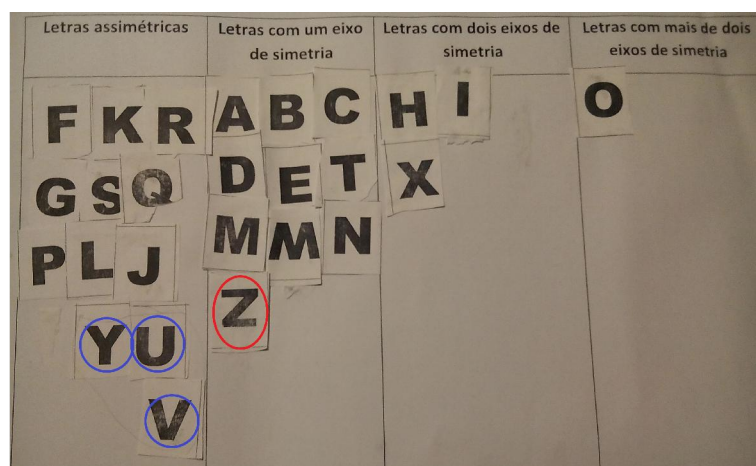 Letras assimétricas
Letras com um eixo
de simetria
Letras com dois eixos de
simetria
Letras com mais de dois
eixos de simetria
F K R
G S Q
P L J
Y U
V
A B C
D E T
M W N
Z
H I
X
O